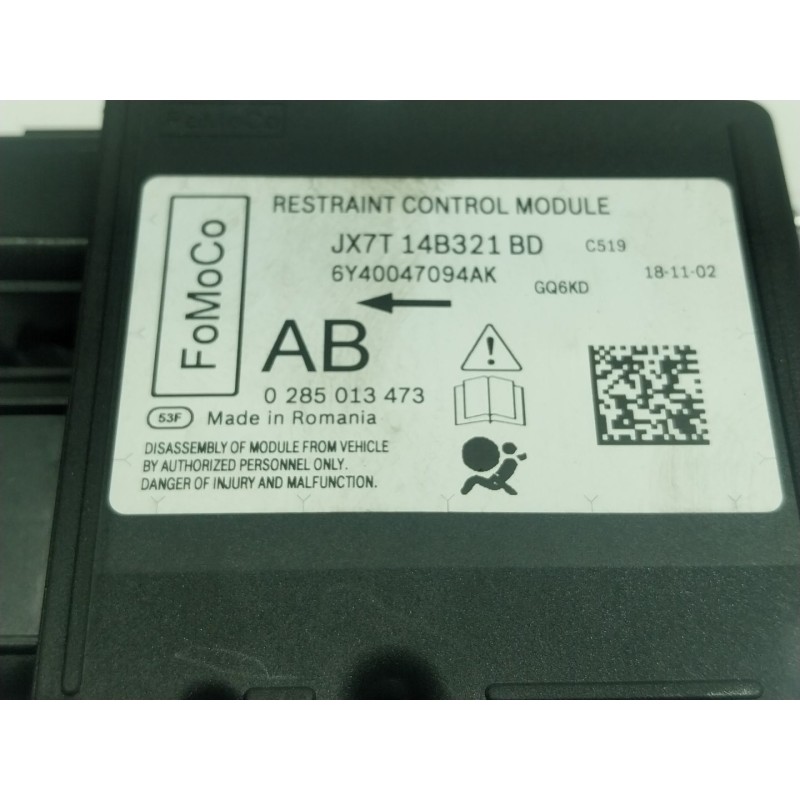 FoMoCo
RESTRAINT CONTROL MODULE
JX7T 14B321 BD C519
6Y40047094AK GQ6KD 18-11-02
FoMoCo
AB
0 285 013 473
53F Made in Romania
DISASSEMBLY OF MODULE FROM VEHICLE
BY AUTHORIZED PERSONNEL ONLY.
DANGER OF INJURY AND MALFUNCTION.